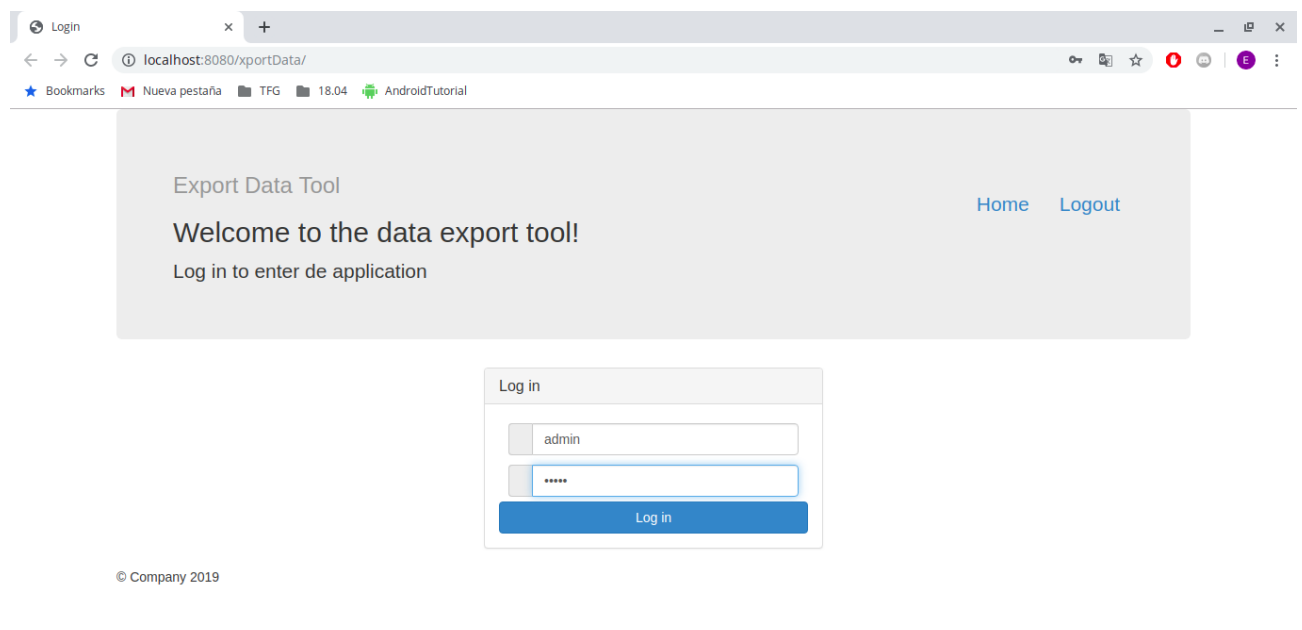 Login
localhost:8080/xportData/
E
Bookmarks Nueva pestaña TFG 18.04 AndroidTutorial
Export Data Tool
Home Logout
Welcome to the data export tool!
Log in to enter de application
Log in
admin
•••••
Log in
© Company 2019